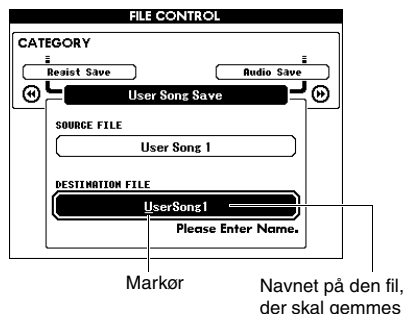 FILE CONTROL
CATEGORY
Regist Save
Audio Save
User Song Save
SOURCE FILE
User Song 1
DESTINATION FILE
UserSong1
Please Enter Name.
Markør
Navnet på den fil,
der skal gemmes